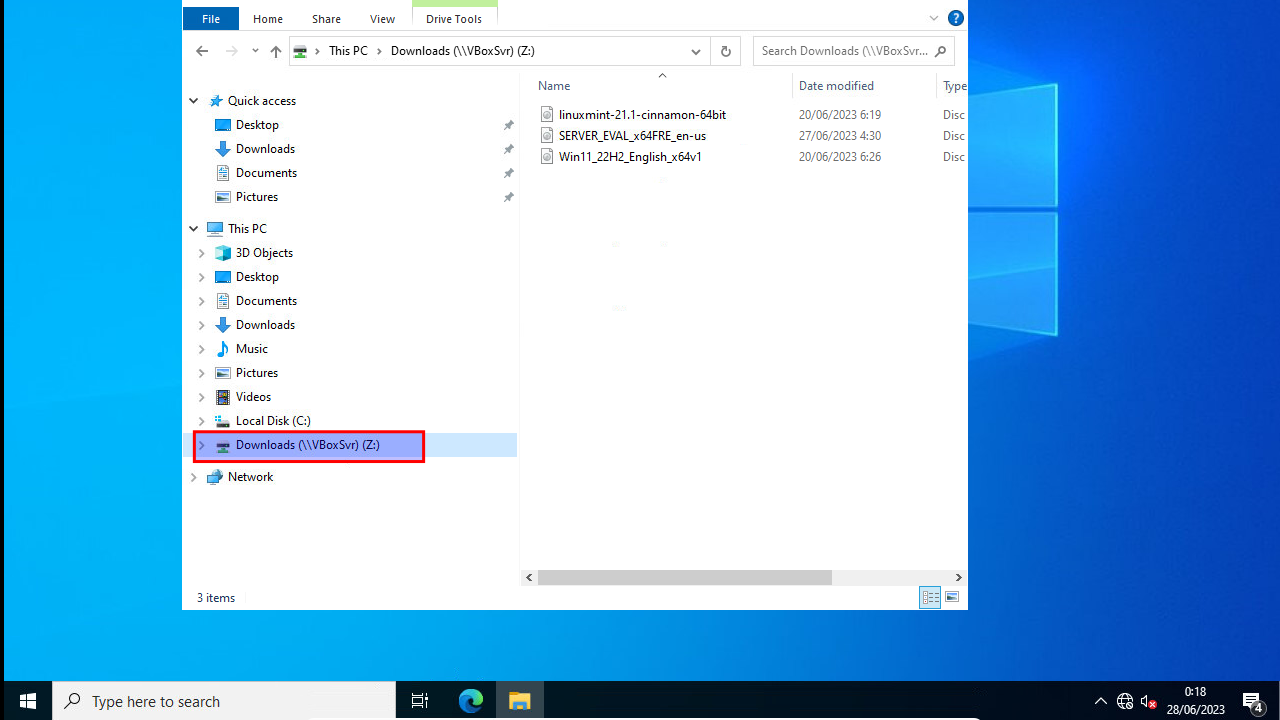 File Home Share View Drive Tools
This PC Downloads (\\VBoxSvr) (Z:) Search Downloads (\\VBoxSvr...
Name Date modified Type
Quick access
Desktop
Downloads
Documents
Pictures
This PC
3D Objects
Desktop
Documents
Downloads
Music
Pictures
Videos
Local Disk (C:)
Downloads (\\VBoxSvr) (Z:)
Network
linuxmint-21.1-cinnamon-64bit 20/06/2023 6:19 Disc
SERVER_EVAL_x64FRE_en-us 27/06/2023 4:30 Disc
Win11_22H2_English_x64v1 20/06/2023 6:26 Disc
3 items
Type here to search
0:18
28/06/2023
4